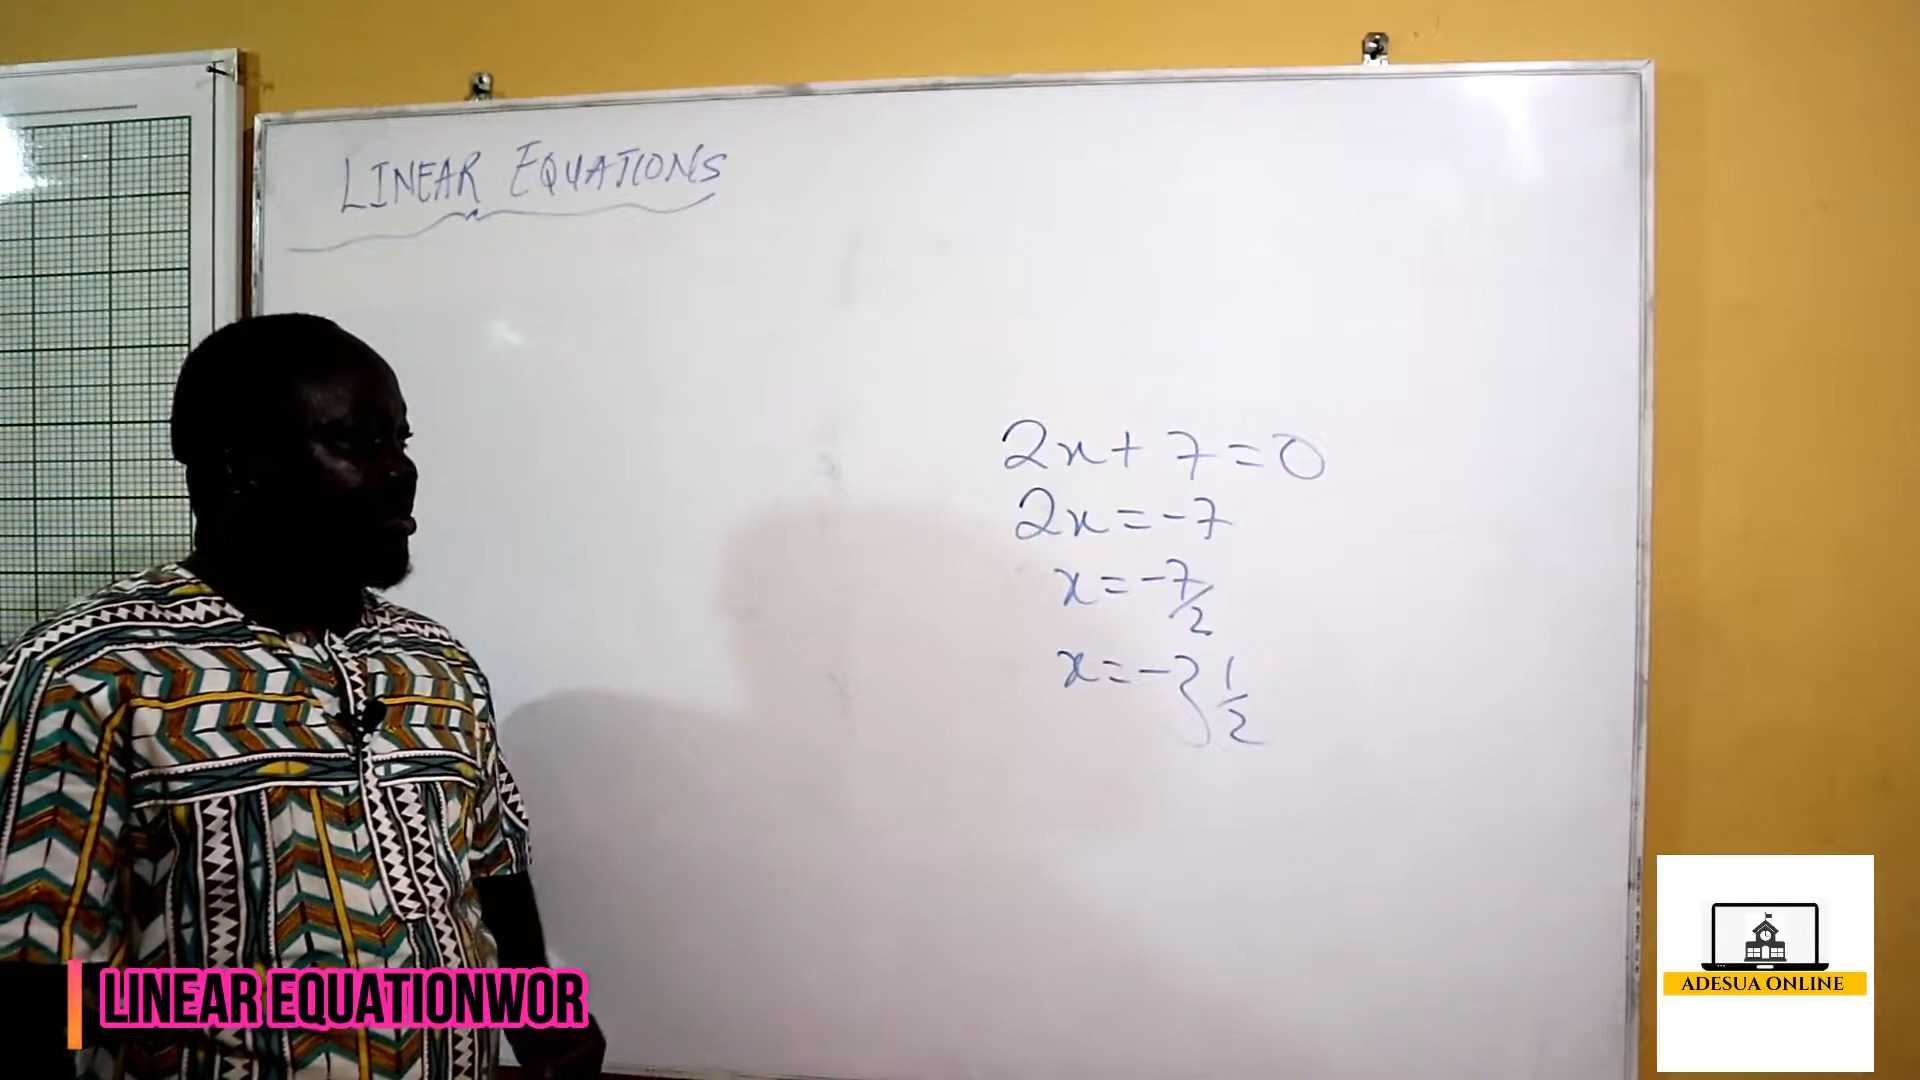 LINEAR EQUATIONS
2x + 7 = 0
2x = -7
x = -7/2
x = -3 1/2
LINEAR EQUATIONWOR
ADESUA ONLINE